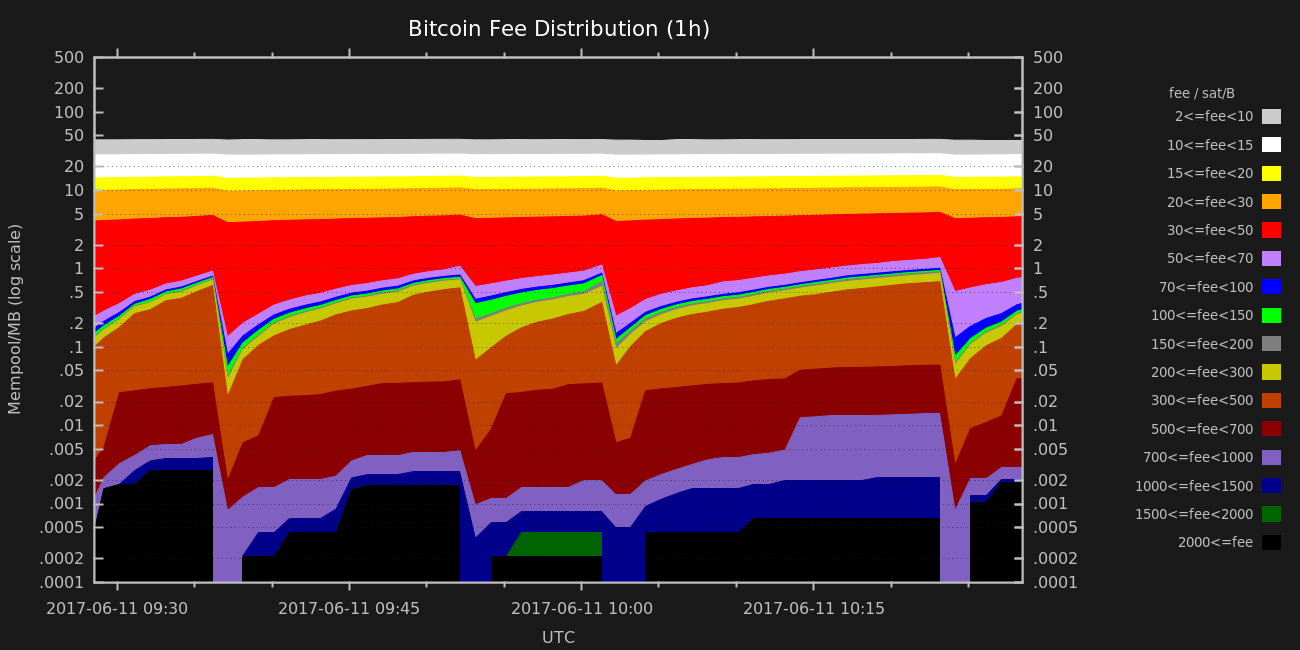 Bitcoin Fee Distribution (1h)
500
200
100
50
20
10
5
2
1
.5
.2
.1
.05
.02
.01
.005
.002
.001
.0005
.0002
.0001
Mempool/MB (log scale)
500
200
100
50
20
10
5
2
1
.5
.2
.1
.05
.02
.01
.005
.002
.001
.0005
.0002
.0001
2017-06-11 09:30
2017-06-11 09:45
2017-06-11 10:00
2017-06-11 10:15
UTC
fee / sat/B
2<=fee<10
10<=fee<15
15<=fee<20
20<=fee<30
30<=fee<50
50<=fee<70
70<=fee<100
100<=fee<150
150<=fee<200
200<=fee<300
300<=fee<500
500<=fee<700
700<=fee<1000
1000<=fee<1500
1500<=fee<2000
2000<=fee